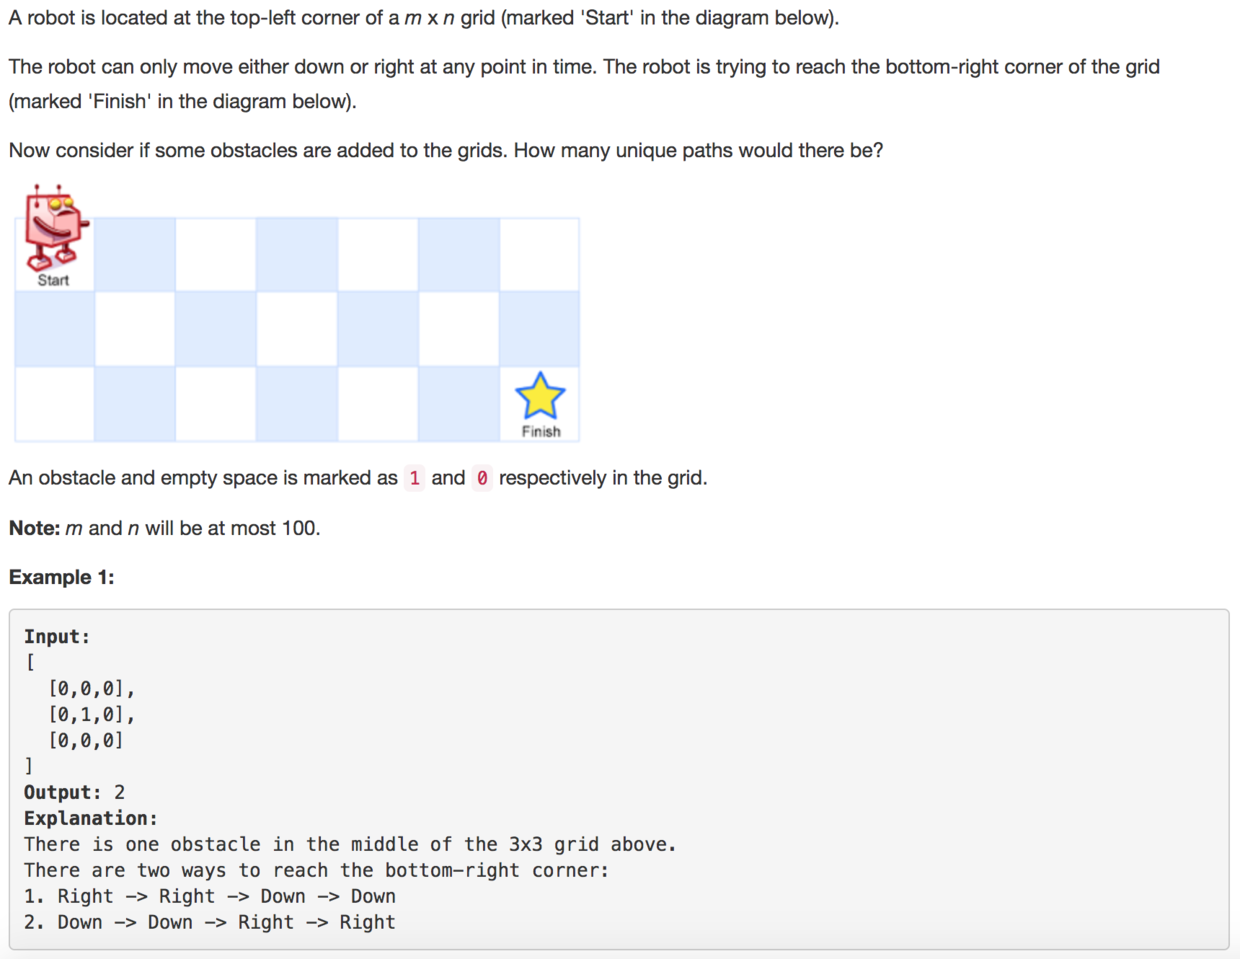 A robot is located at the top-left corner of a m x n grid (marked 'Start' in the diagram below).
The robot can only move either down or right at any point in time. The robot is trying to reach the bottom-right corner of the grid
(marked 'Finish' in the diagram below).
Now consider if some obstacles are added to the grids. How many unique paths would there be?
Start
Finish
An obstacle and empty space is marked as 1 and 0 respectively in the grid.
Note: m and n will be at most 100.
Example 1:
Input:
[
  [0,0,0],
  [0,1,0],
  [0,0,0]
]
Output: 2
Explanation:
There is one obstacle in the middle of the 3x3 grid above.
There are two ways to reach the bottom-right corner:
1. Right -> Right -> Down -> Down
2. Down -> Down -> Right -> Right